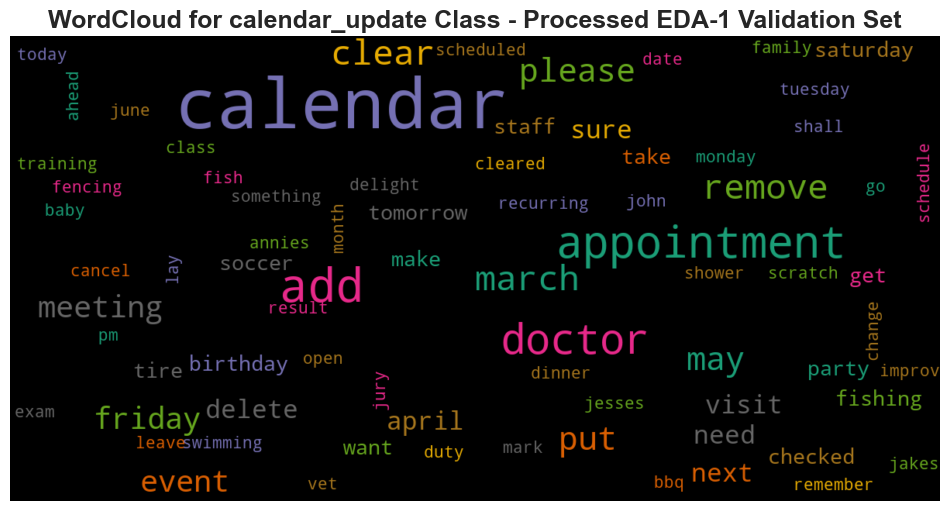 WordCloud for calendar_update Class - Processed EDA-1 Validation Set
today
clear
scheduled
please
date
family
saturday
ahead
june
calendar
tuesday
staff
sure
shall
class
training
fencing
fish
something
delight
cleared
take
monday
schedule
baby
month
tomorrow
recurring
john
remove
go
annies
appointment
cancel
lay
soccer
make
add
march
shower
scratch
get
meeting
result
pm
doctor
change
tire
birthday
open
dinner
may
party
improv
exam
friday
delete
jury
april
jesses
visit
fishing
leave
swimming
want
duty
mark
put
need
checked
jakes
event
vet
bbq
next
remember